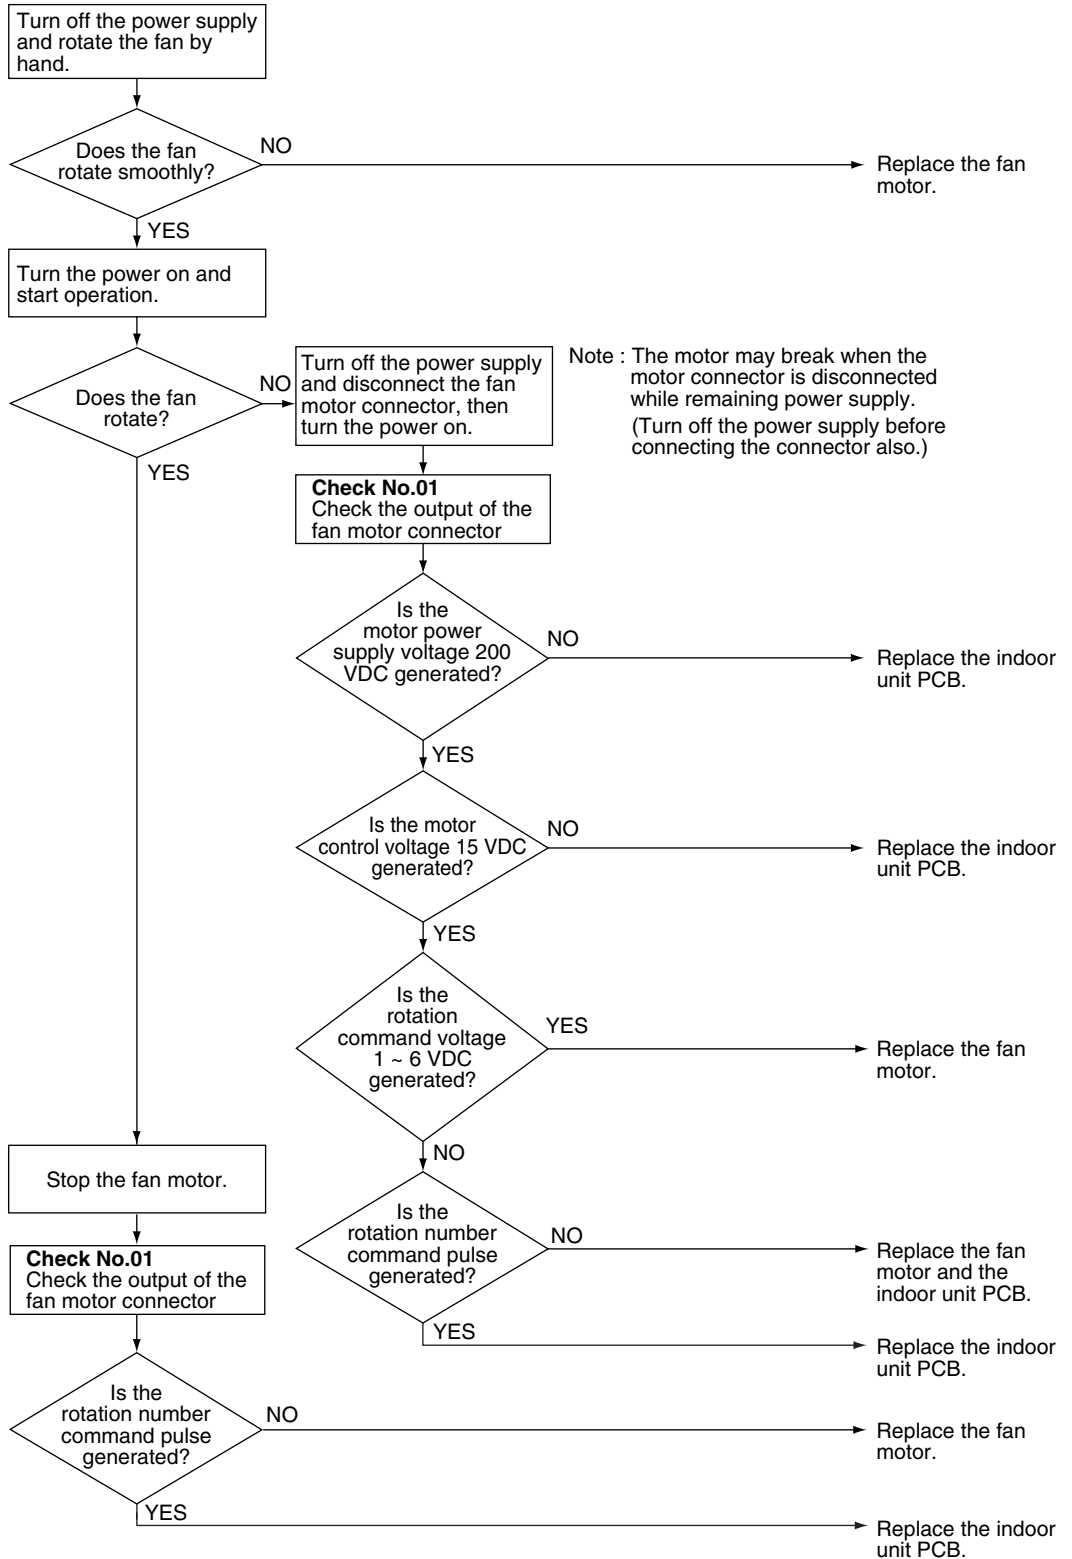 Turn off the power supply
and rotate the fan by
hand.
Does the fan
rotate smoothly?
NO
Replace the fan
motor.
YES
Turn the power on and
start operation.
Does the fan
rotate?
NO
Turn off the power supply
and disconnect the fan
motor connector, then
turn the power on.
Note : The motor may break when the
motor connector is disconnected
while remaining power supply.
(Turn off the power supply before
connecting the connector also.)
YES
Check No.01
Check the output of the
fan motor connector
Is the
motor power
supply voltage 200
VDC generated?
NO
Replace the indoor
unit PCB.
YES
Is the motor
control voltage 15 VDC
generated?
NO
Replace the indoor
unit PCB.
YES
Is the
rotation
command voltage
1 ~ 6 VDC
generated?
YES
Replace the fan
motor.
NO
Stop the fan motor.
Is the
rotation number
command pulse
generated?
NO
Replace the fan
motor and the
indoor unit PCB.
YES
Replace the indoor
unit PCB.
Check No.01
Check the output of the
fan motor connector
Is the
rotation number
command pulse
generated?
NO
Replace the fan
motor.
YES
Replace the indoor
unit PCB.